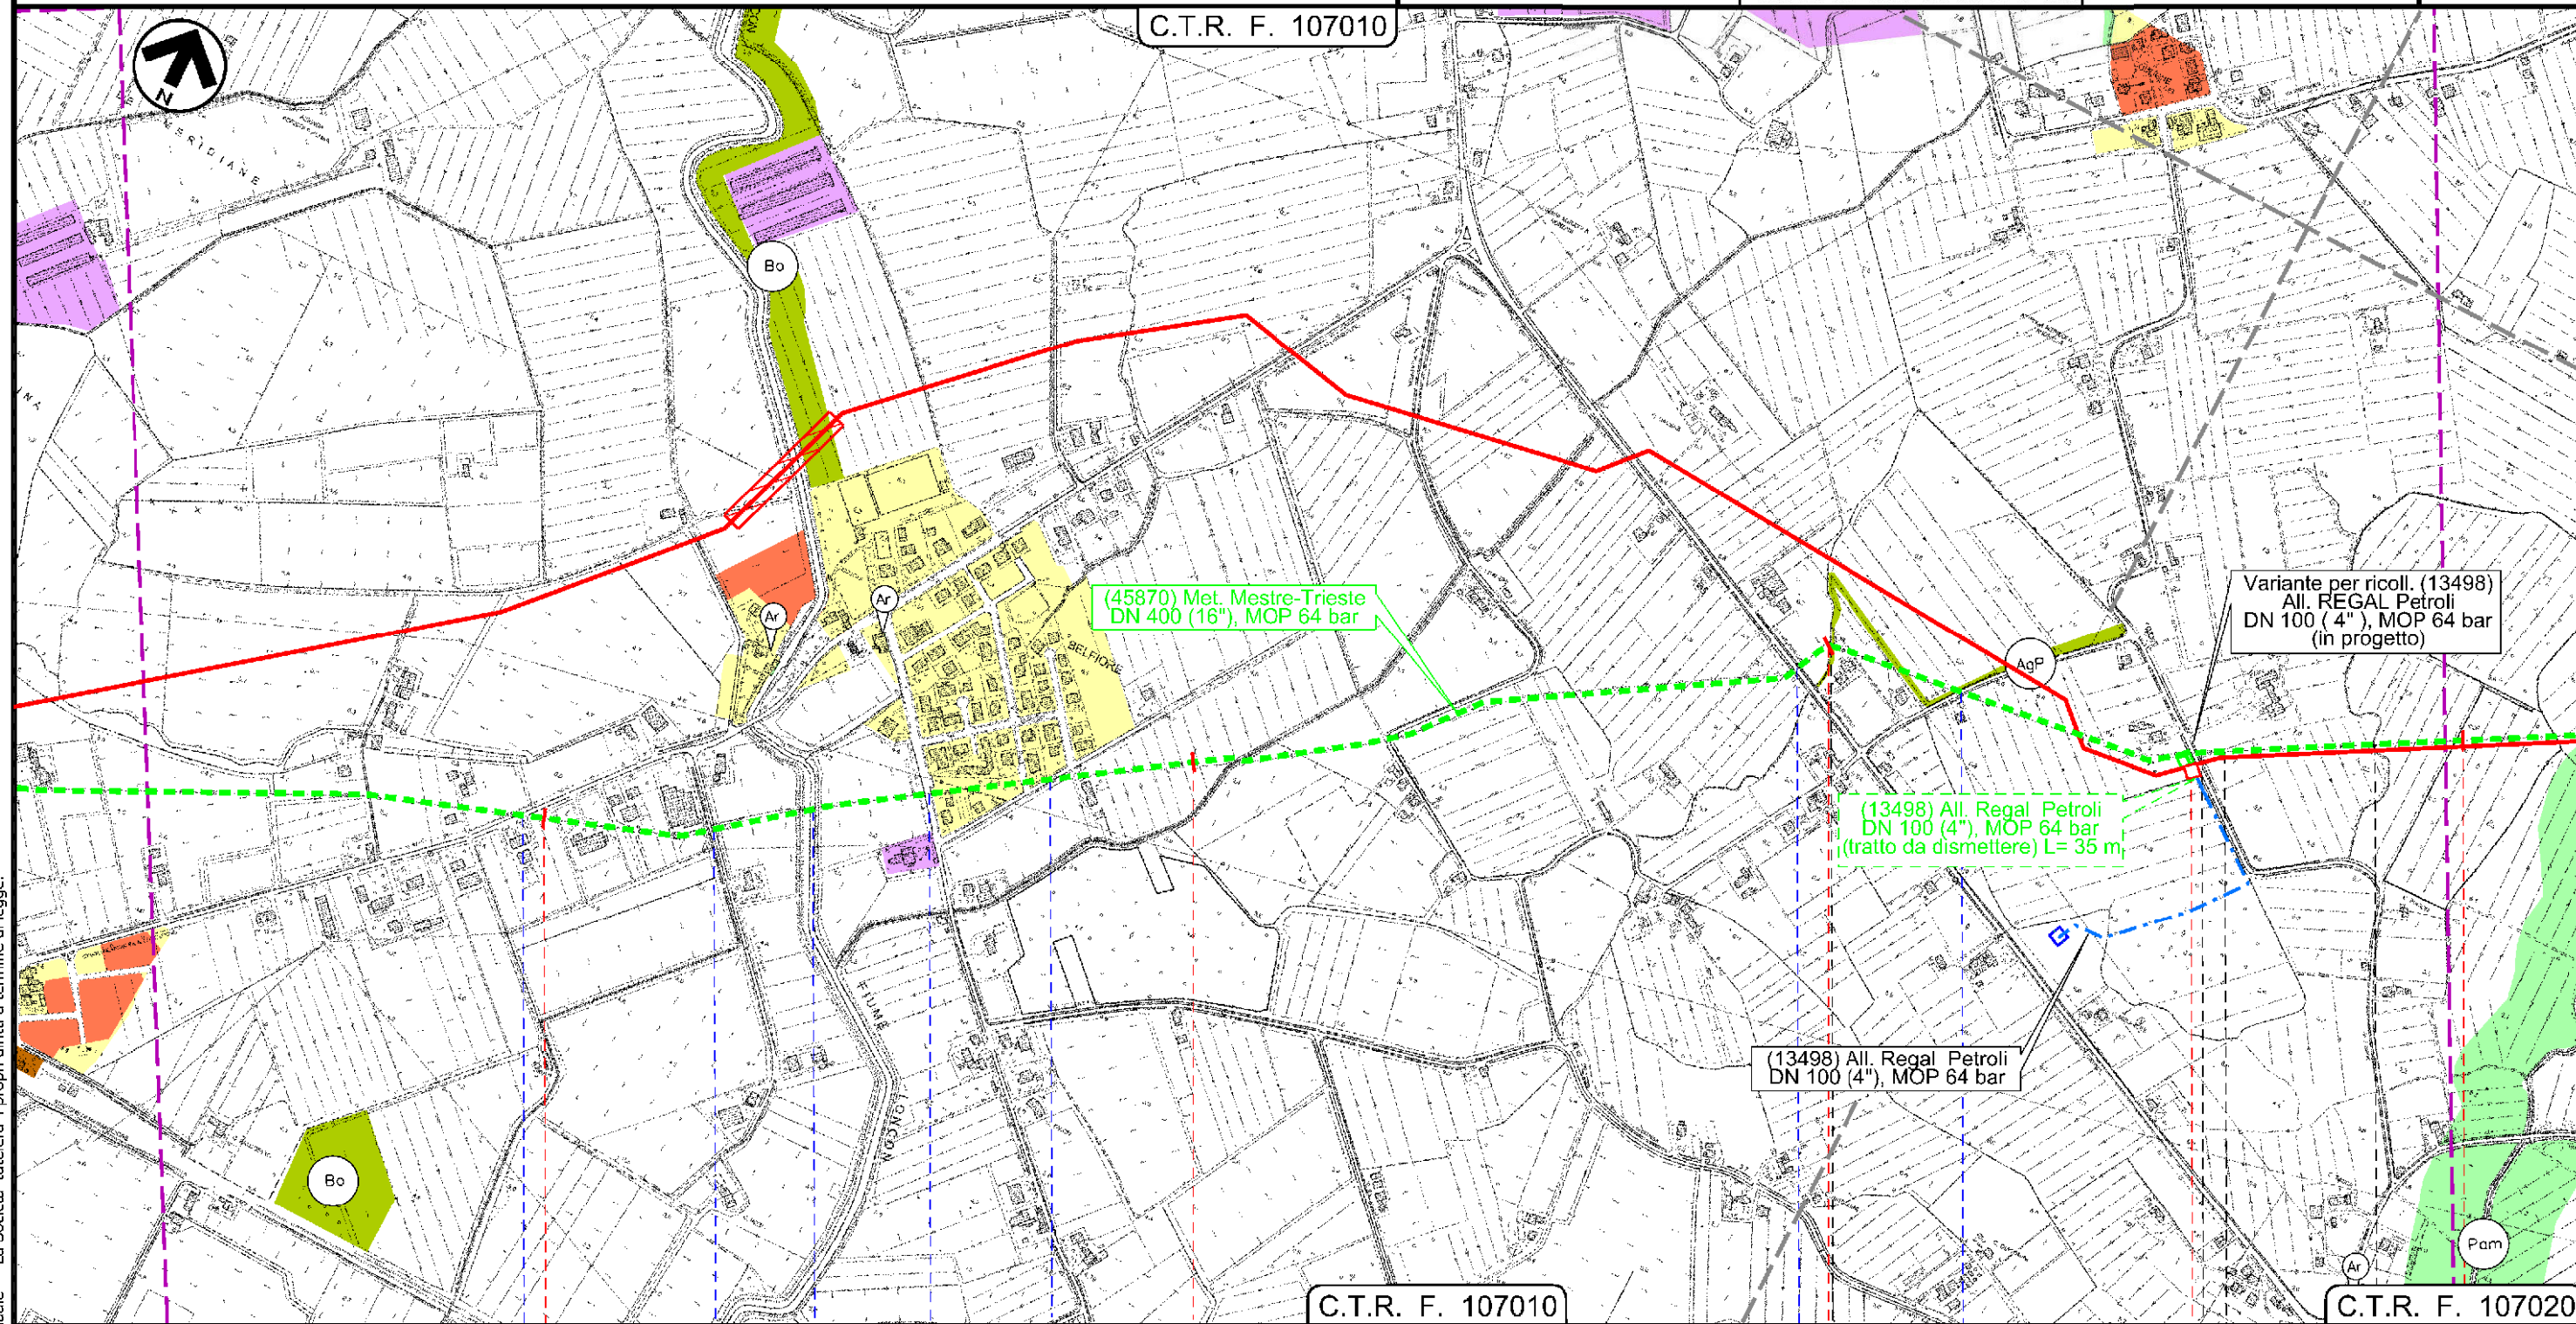 C.T.R. F. 107010
N
Bo
(45870) Met. Mestre-Trieste
DN 400 (16"), MOP 64 bar
Variante per ricoll. (13498)
All. REGAL Petroli
DN 100 ( 4" ), MOP 64 bar
(in progetto)
Ar
Ar
BELFIORE
AgP
(13498) All. Regal Petroli
DN 100 (4"), MOP 64 bar
(tratto da dismettere) L= 35 m
FIUME
LONCON
(13498) All. Regal Petroli
DN 100 (4"), MOP 64 bar
Bo
Pam
Ar
C.T.R. F. 107010
C.T.R. F. 107020